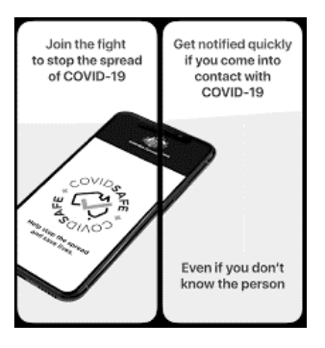 Join the fight
to stop the spread
of COVID-19
COVIDSAFE
COVIDSAFE
Help stop the spread
and save lives.
Get notified quickly
if you come into
contact with
COVID-19
Even if you don't
know the person